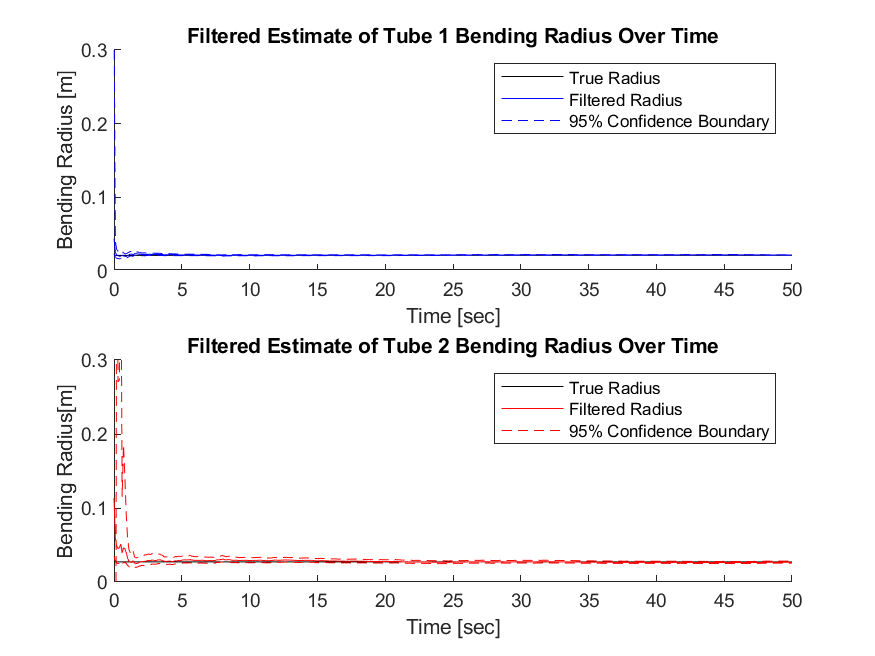 Filtered Estimate of Tube 1 Bending Radius Over Time
0.3
0.2
0.1
0
Bending Radius [m]
True Radius
Filtered Radius
95% Confidence Boundary
0 5 10 15 20 25 30 35 40 45 50
Time [sec]
Filtered Estimate of Tube 2 Bending Radius Over Time
0.3
0.2
0.1
0
Bending Radius[m]
True Radius
Filtered Radius
95% Confidence Boundary
0 5 10 15 20 25 30 35 40 45 50
Time [sec]